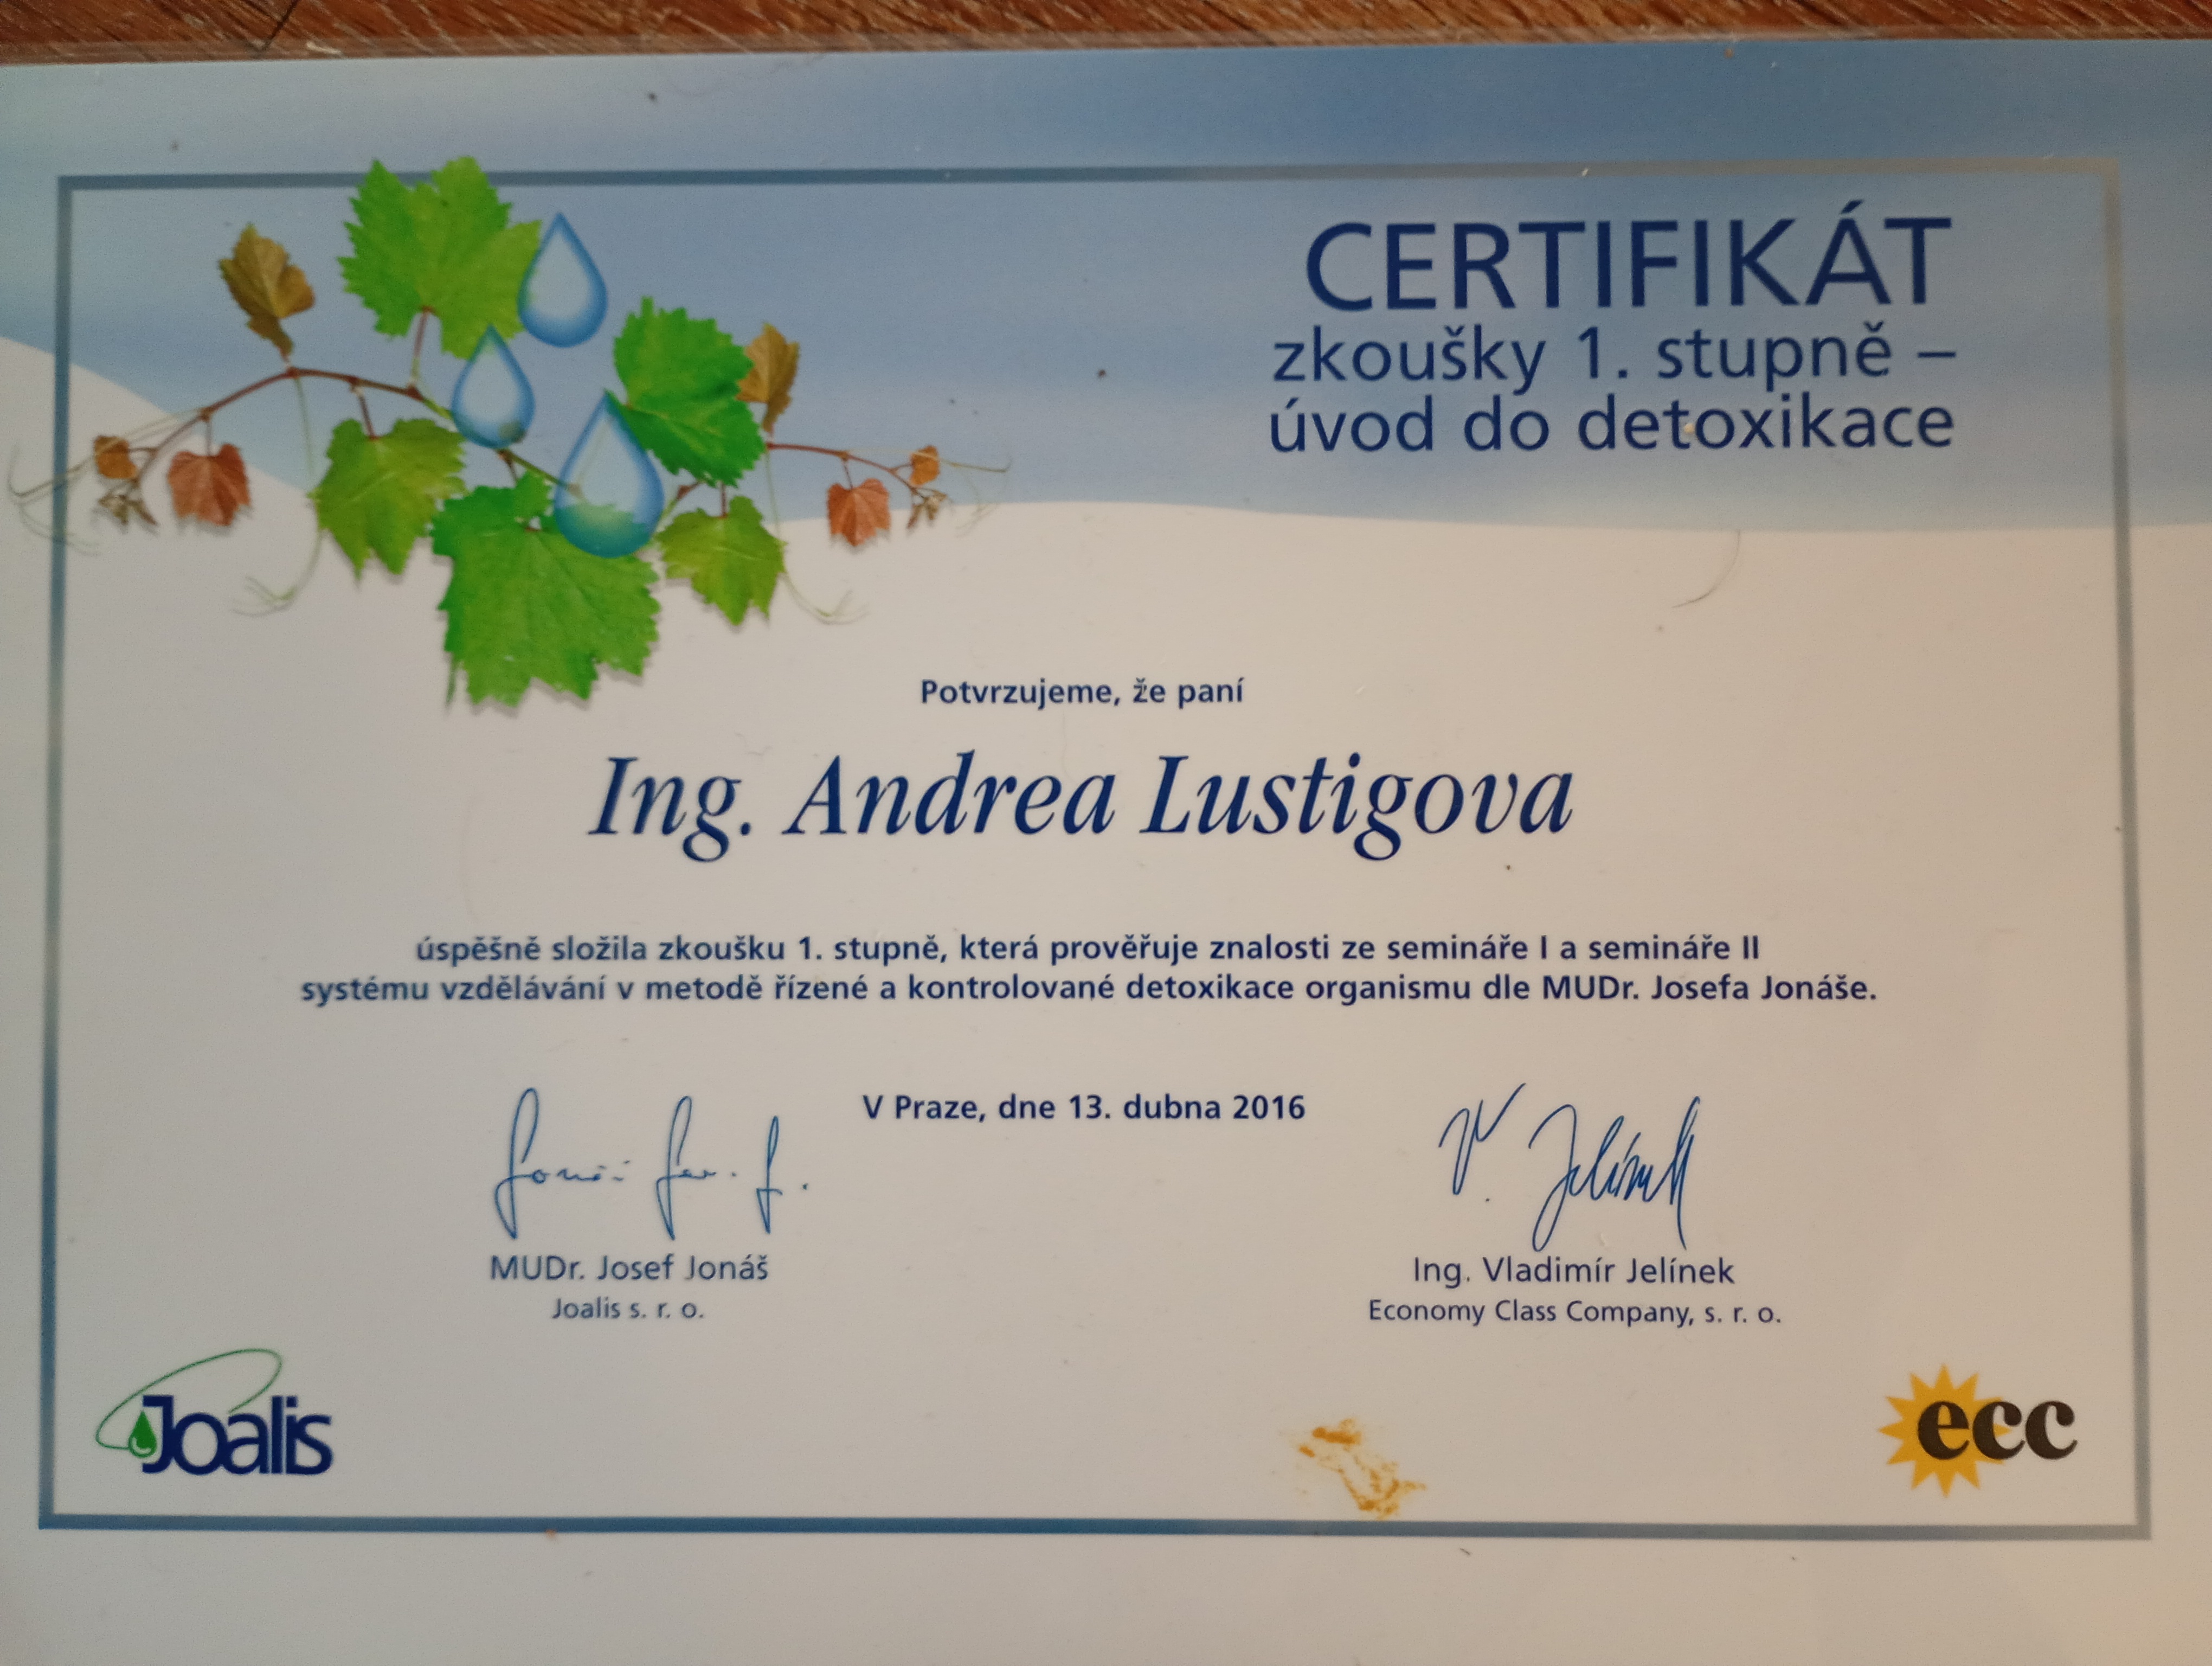 CERTIFIKÁT
zkoušky 1. stupně –
úvod do detoxikace
Potvrzujeme, že paní
Ing. Andrea Lustigova
úspěšně složila zkoušku 1. stupně, která prověřuje znalosti ze semináře I a semináře II
systému vzdělávání v metodě řízené a kontrolované detoxikace organismu dle MUDr. Josefa Jonáše.
V Praze, dne 13. dubna 2016
V. Jelínek
MUDr. Josef Jonáš
Joalis s. r. o.
Ing. Vladimír Jelínek
Economy Class Company, s. r. o.
Joalis
ecc